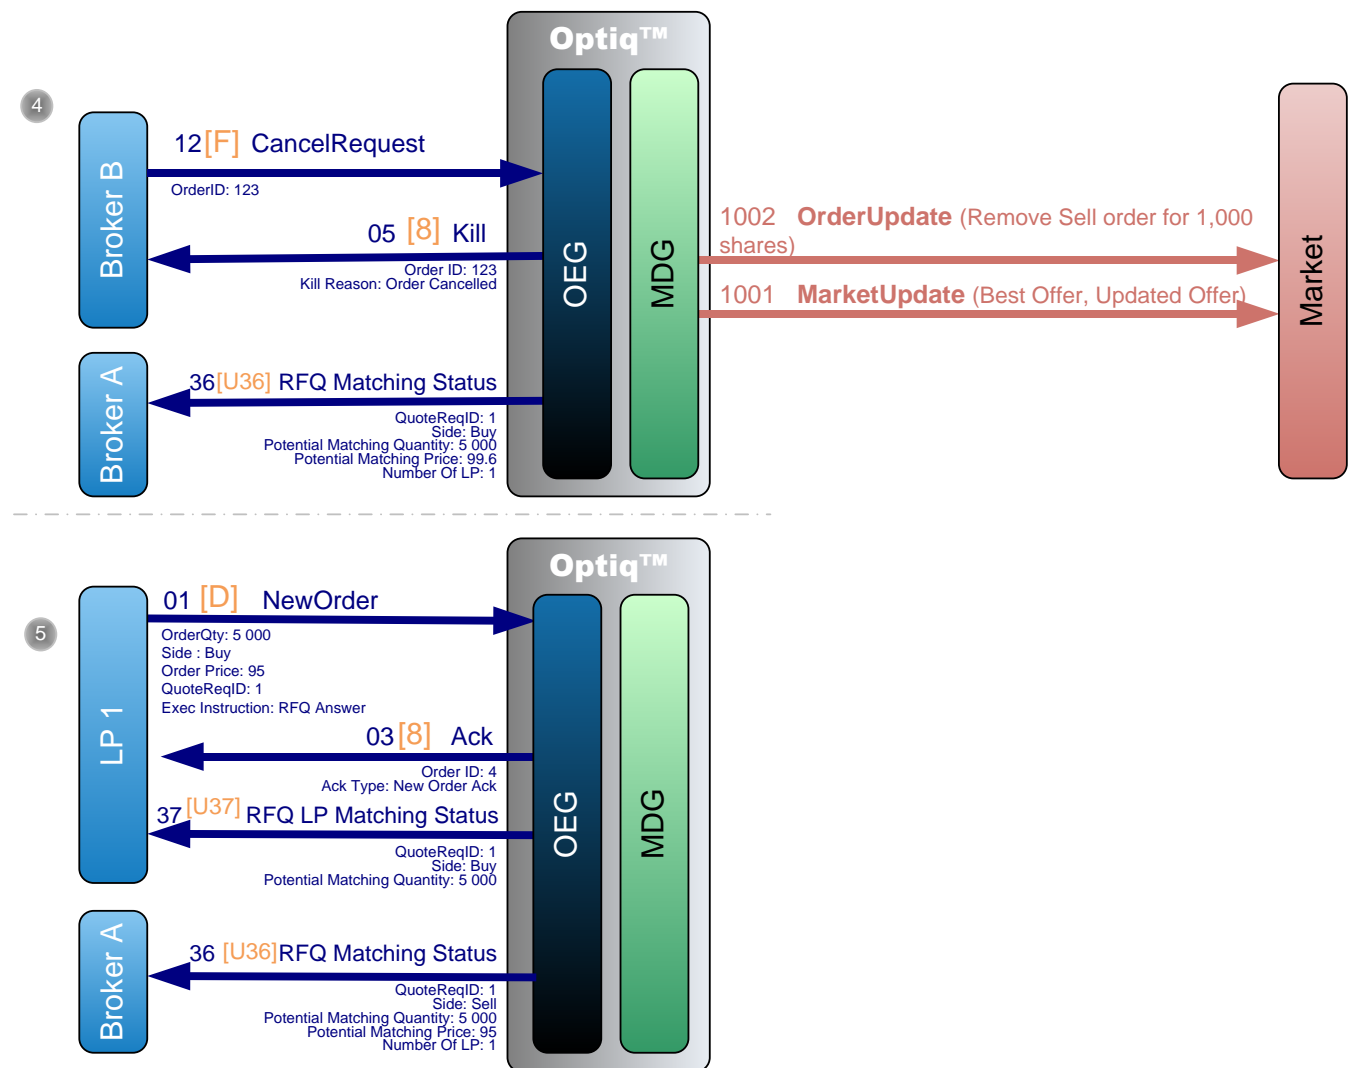 Optiq™
4
Broker B
12[F] CancelRequest
OrderID: 123
05 [8] Kill
Order ID: 123
Kill Reason: Order Cancelled
OEG
MDG
1002 OrderUpdate (Remove Sell order for 1,000
shares)
1001 MarketUpdate (Best Offer, Updated Offer)
Market
Broker A
36[U36] RFQ Matching Status
QuoteReqID: 1
Side: Buy
Potential Matching Quantity: 5 000
Potential Matching Price: 99.6
Number Of LP: 1
Optiq™
5
LP 1
01 [D] NewOrder
OrderQty: 5 000
Side : Buy
Order Price: 95
QuoteReqID: 1
Exec Instruction: RFQ Answer
03[8] Ack
Order ID: 4
Ack Type: New Order Ack
37[U37] RFQ LP Matching Status
QuoteReqID: 1
Side: Buy
Potential Matching Quantity: 5 000
OEG
MDG
Broker A
36 [U36]RFQ Matching Status
QuoteReqID: 1
Side: Sell
Potential Matching Quantity: 5 000
Potential Matching Price: 95
Number Of LP: 1